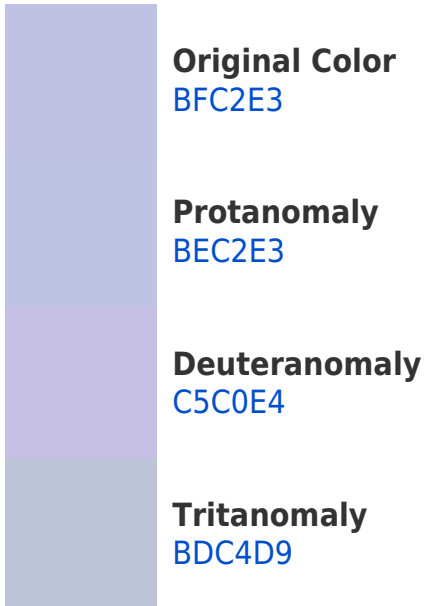 Original Color
BFC2E3
Protanomaly
BEC2E3
Deuteranomaly
C5C0E4
Tritanomaly
BDC4D9